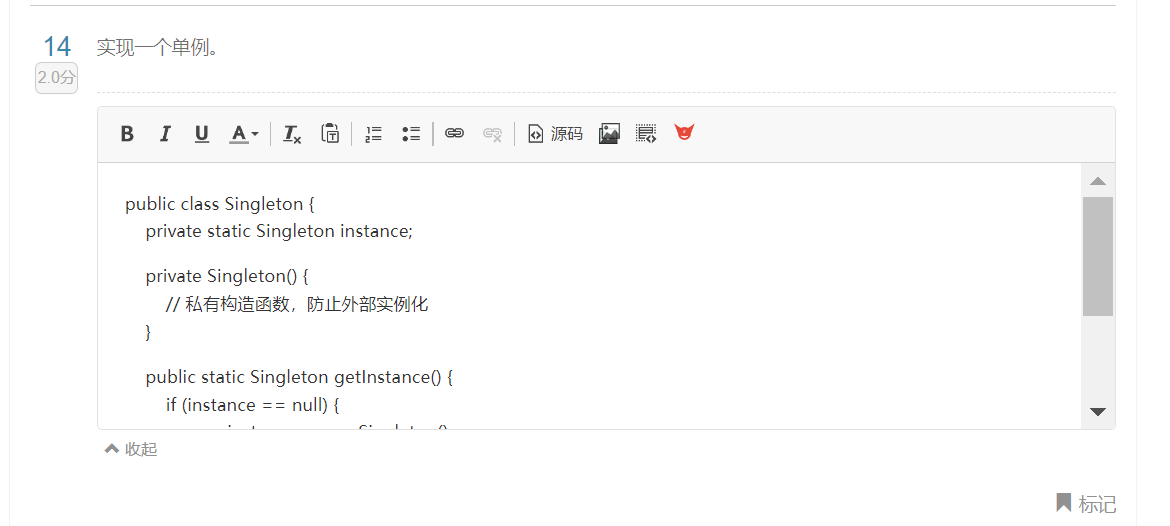 14
2.0分
实现一个单例。
B I U A 源码
public class Singleton {
private static Singleton instance;
private Singleton() {
// 私有构造函数，防止外部实例化
}
public static Singleton getInstance() {
if (instance == null) {
收起
标记